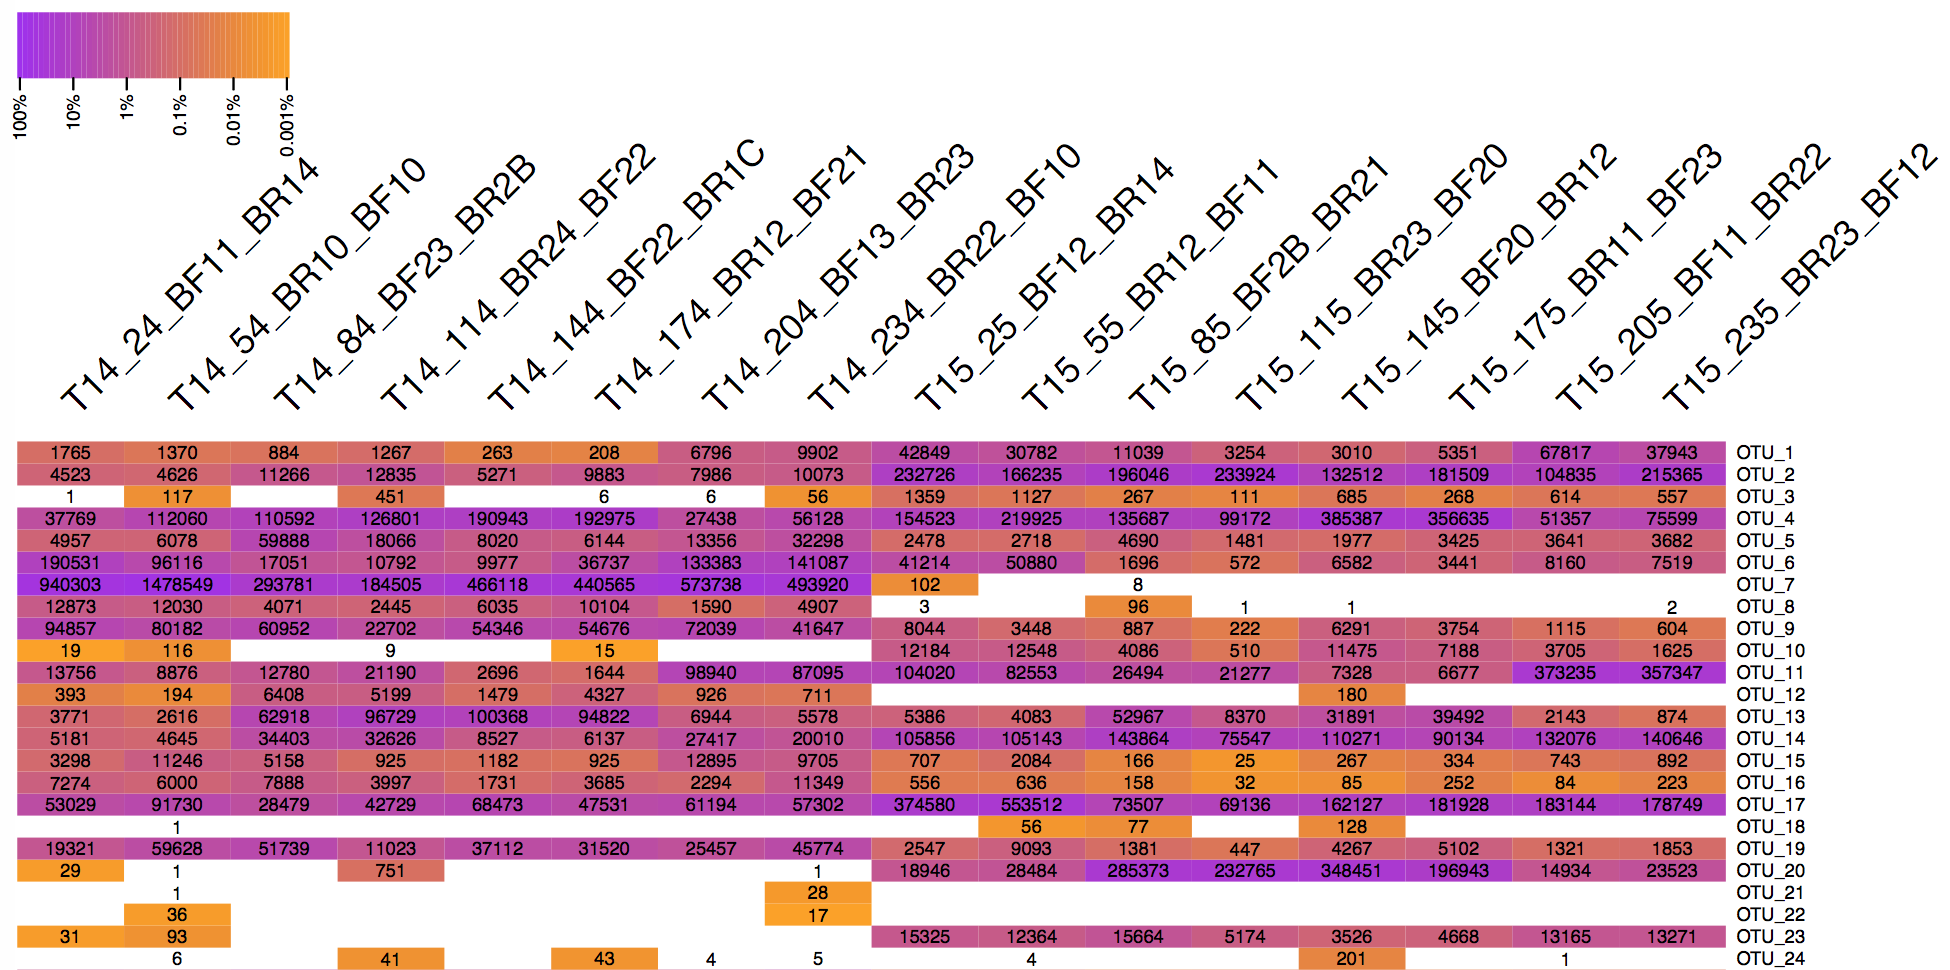 100% 10% 1% 0.1% 0.01% 0.001%
T14_24_BF11_BR14 T14_54_BR10_BF10 T14_84_BF23_BR2B T14_114_BR24_BF22 T14_144_BF22_BR1C T14_174_BR12_BF21 T14_204_BF13_BR23 T14_234_BR22_BF10 T15_25_BF12_BR14 T15_55_BR12_BF11 T15_85_BF2B_BR21 T15_115_BR23_BF20 T15_145_BF20_BR12 T15_175_BR11_BF23 T15_205_BF11_BR22 T15_235_BR23_BF12
1765 1370 884 1267 263 208 6796 9902 42849 30782 11039 3254 3010 5351 67817 37943 OTU_1
4523 4626 11266 12835 5271 9883 7986 10073 232726 166235 196046 233924 132512 181509 104835 215365 OTU_2
1 117 451 6 6 56 1359 1127 267 111 685 268 614 557 OTU_3
37769 112060 110592 126801 190943 192975 27438 56128 154523 219925 135687 99172 385387 356635 51357 75599 OTU_4
4957 6078 59888 18066 8020 6144 13356 32298 2478 2718 4690 1481 1977 3425 3641 3682 OTU_5
190531 96116 17051 10792 9977 36737 133383 141087 41214 50880 1696 572 6582 3441 8160 7519 OTU_6
940303 1478549 293781 184505 466118 440565 573738 493920 102 8 OTU_7
12873 12030 4071 2445 6035 10104 1590 4907 3 96 1 1 2 OTU_8
94857 80182 60952 22702 54346 54676 72039 41647 8044 3448 887 222 6291 3754 1115 604 OTU_9
19 116 9 15 12184 12548 4086 510 11475 7188 3705 1625 OTU_10
13756 8876 12780 21190 2696 1644 98940 87095 104020 82553 26494 21277 7328 6677 373235 357347 OTU_11
393 194 6408 5199 1479 4327 926 711 180 OTU_12
3771 2616 62918 96729 100368 94822 6944 5578 5386 4083 52967 8370 31891 39492 2143 874 OTU_13
5181 4645 34403 32626 8527 6137 27417 20010 105856 105143 143864 75547 110271 90134 132076 140646 OTU_14
3298 11246 5158 925 1182 925 12895 9705 707 2084 166 25 267 334 743 892 OTU_15
7274 6000 7888 3997 1731 3685 2294 11349 556 636 158 32 85 252 84 223 OTU_16
53029 91730 28479 42729 68473 47531 61194 57302 374580 553512 73507 69136 162127 181928 183144 178749 OTU_17
1 56 77 128 OTU_18
19321 59628 51739 11023 37112 31520 25457 45774 2547 9093 1381 447 4267 5102 1321 1853 OTU_19
29 1 751 1 18946 28484 285373 232765 348451 196943 14934 23523 OTU_20
1 28 OTU_21
36 17 OTU_22
31 93 15325 12364 15664 5174 3526 4668 13165 13271 OTU_23
6 41 43 4 5 4 201 1 OTU_24